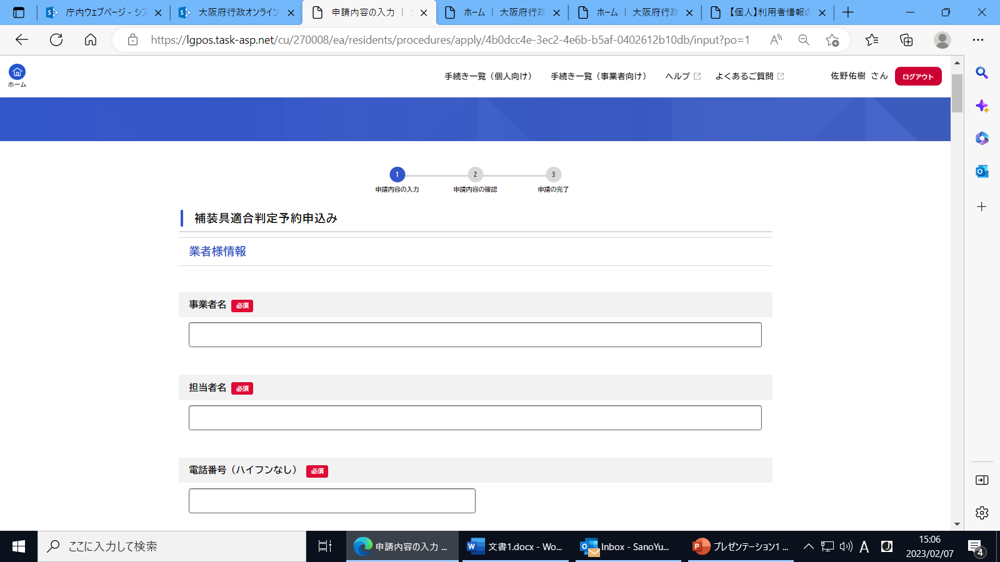 庁内ウェブページ - シス
大阪府行政オンライン
申請内容の入力 |
ホーム | 大阪府行政
ホーム | 大阪府行政
【個人】利用者情報の
https://lgpos.task-asp.net/cu/270008/ea/residents/procedures/apply/4b0dcc4e-3ec2-4e6b-b5af-0402612b10db/input?po=1
ホーム
手続き一覧（個人向け） 手続き一覧（事業者向け） ヘルプ よくあるご質問 佐野佑樹 さん ログアウト
1 2 3
申請内容の入力 申請内容の確認 申請の完了
補装具適合判定予約申込み
業者様情報
事業者名 必須
担当者名 必須
電話番号（ハイフンなし） 必須
ここに入力して検索
申請内容の入力 ...
文書1.docx - Wo...
Inbox - SanoYu...
プレゼンテーション1 ...
A
15:06
2023/02/07
4